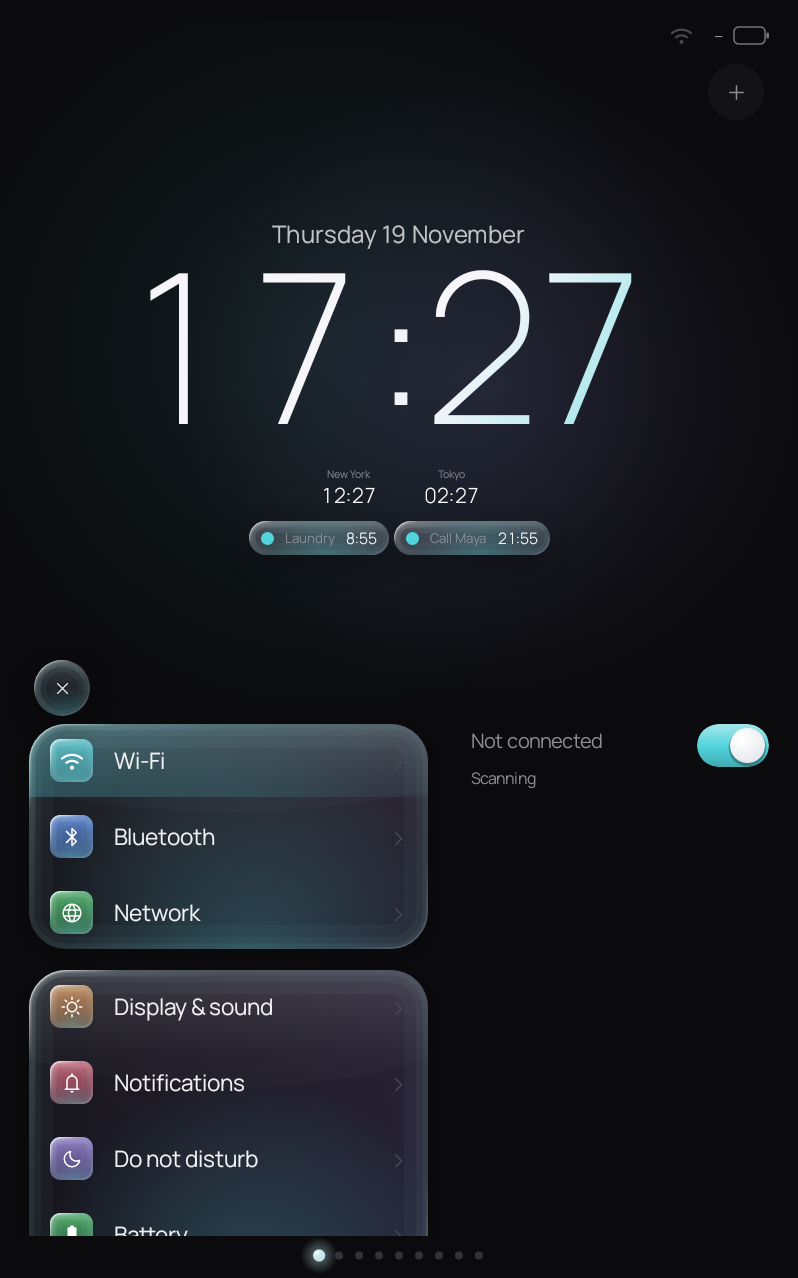 –
+
Thursday 19 November
17:27
New York Tokyo
12:27 02:27
Laundry 8:55 Call Maya 21:55
Wi-Fi
Not connected
Scanning
Bluetooth
Network
Display & sound
Notifications
Do not disturb
Battery